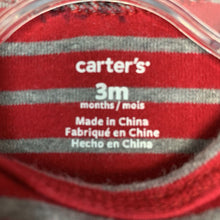 carter's®
3m
months / mois
Made in China
Fabriqué en Chine
Hecho en China